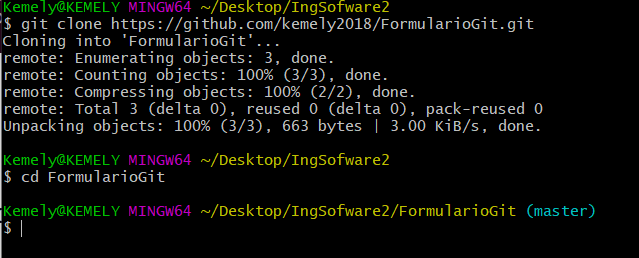 Kemely@KEMELY MINGW64 ~/Desktop/IngSofware2
$ git clone https://github.com/kemely2018/FormularioGit.git
Cloning into 'FormularioGit'...
remote: Enumerating objects: 3, done.
remote: Counting objects: 100% (3/3), done.
remote: Compressing objects: 100% (2/2), done.
remote: Total 3 (delta 0), reused 0 (delta 0), pack-reused 0
Unpacking objects: 100% (3/3), 663 bytes | 3.00 KiB/s, done.
Kemely@KEMELY MINGW64 ~/Desktop/IngSofware2
$ cd FormularioGit
Kemely@KEMELY MINGW64 ~/Desktop/IngSofware2/FormularioGit (master)
$